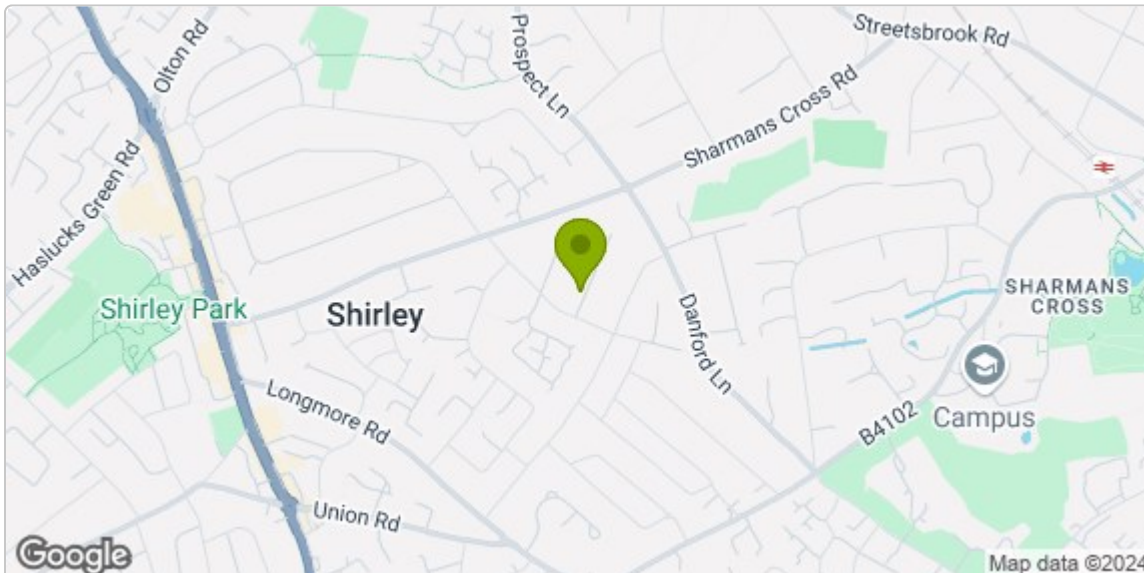 Olton Rd
Prospect Ln
Streetsbrook Rd
Sharmans Cross Rd
Haslucks Green Rd
Shirley Park
Shirley
Danford Ln
SHARMANS
CROSS
Longmore Rd
Campus
B4102
Union Rd
Google
Map data ©2024